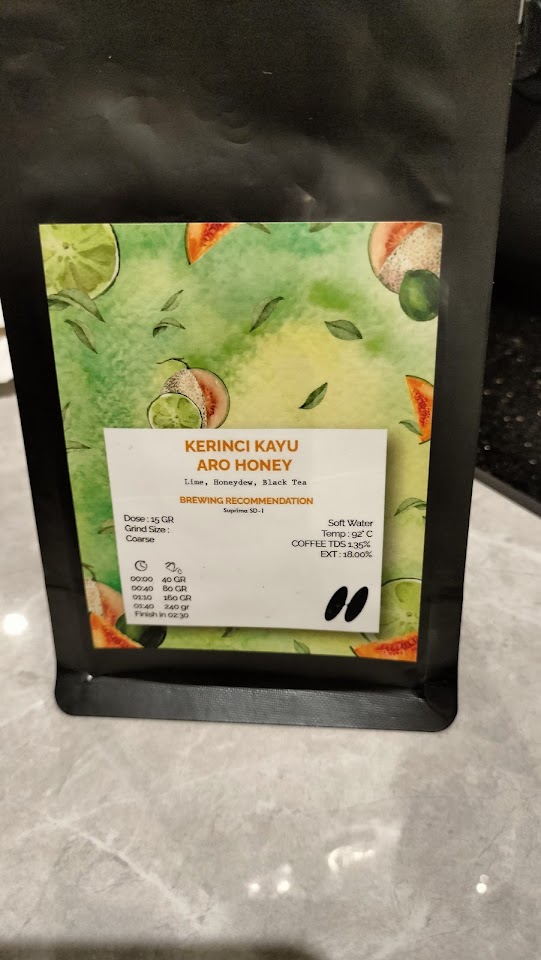 KERINCI KAYU
ARO HONEY
Lime, Honeydew, Black Tea
BREWING RECOMMENDATION
Suprima SD-1
Dose : 15 GR
Grind Size :
Coarse
Soft Water
Temp : 92° C
COFFEE TDS 1.35%
EXT : 18.00%
00:00 40 GR
00:40 80 GR
01:10 160 GR
01:40 240 gr
Finish in 02:30